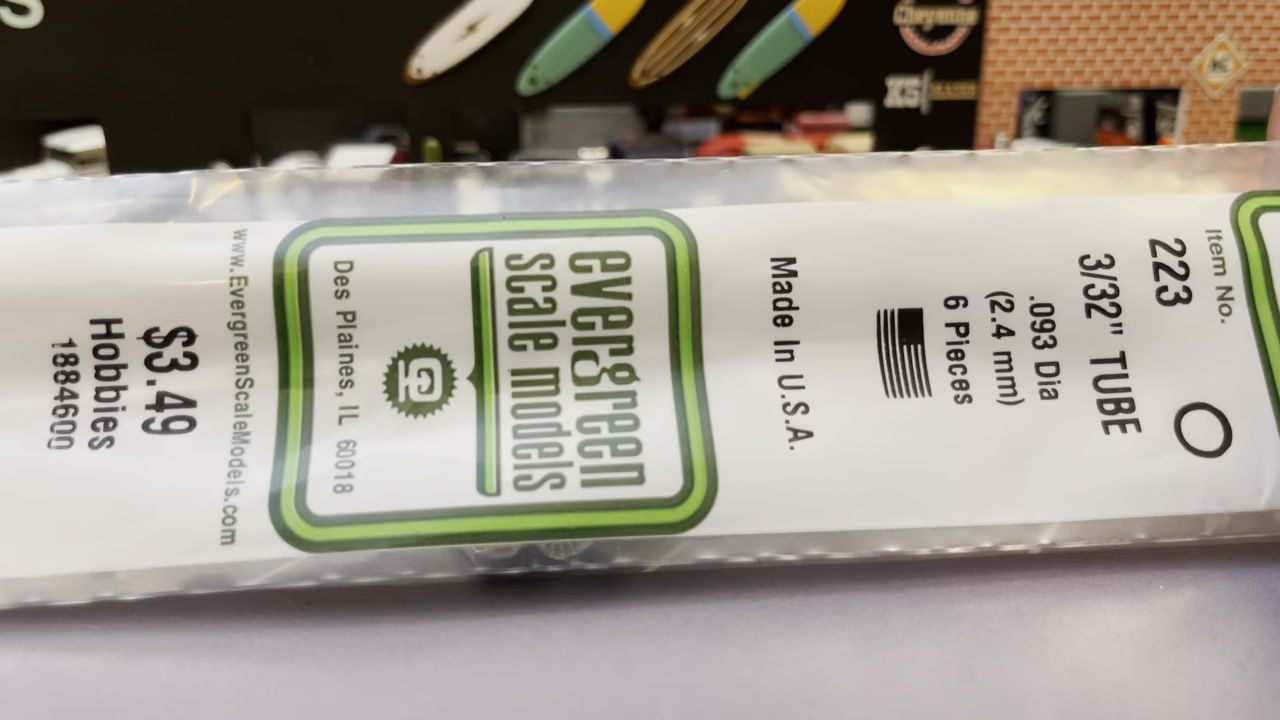 Item No.
223
3/32" TUBE
.093 Dia
(2.4 mm)
6 Pieces
Made In U.S.A.
evergreen
scale models
Des Plaines, IL 60018
www.EvergreenScaleModels.com
$3.49
Hobbies
1884600
Cheyenne
S